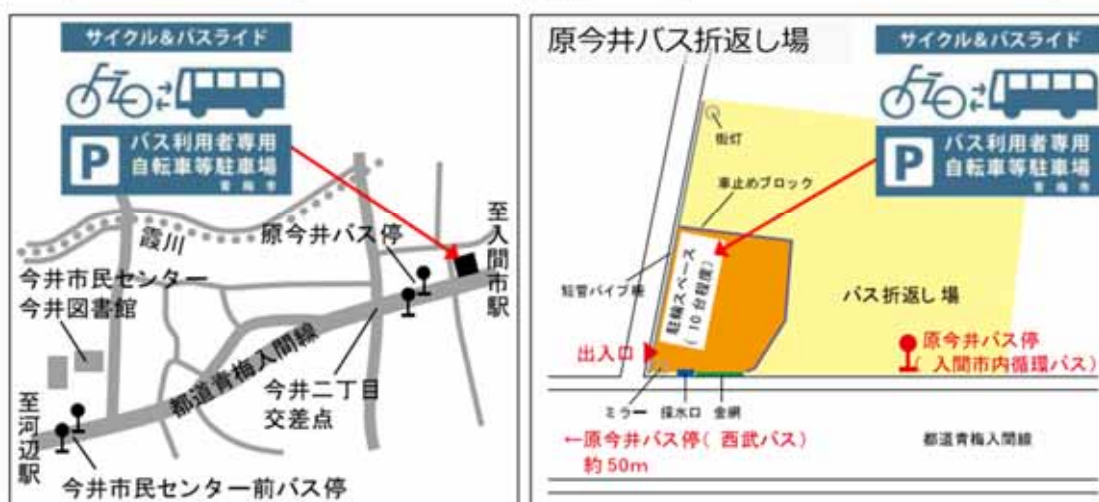 サイクル&バスライド
P
バス利用者専用
自転車等駐車場
青梅市
霞川
原今井バス停
至入間市駅
今井市民センター
今井図書館
都道青梅入間線
今井二丁目
交差点
至河辺駅
今井市民センター前バス停
原今井バス折返し場
サイクル&バスライド
P
バス利用者専用
自転車等駐車場
青梅市
街灯
車止めブロック
短管パイプ柵
駐輪スペース
(10台程度)
バス折返し場
出入口
原今井バス停
(入間市内循環バス)
ミラー
採水口
金網
←原今井バス停(西武バス)
約50m
都道青梅入間線